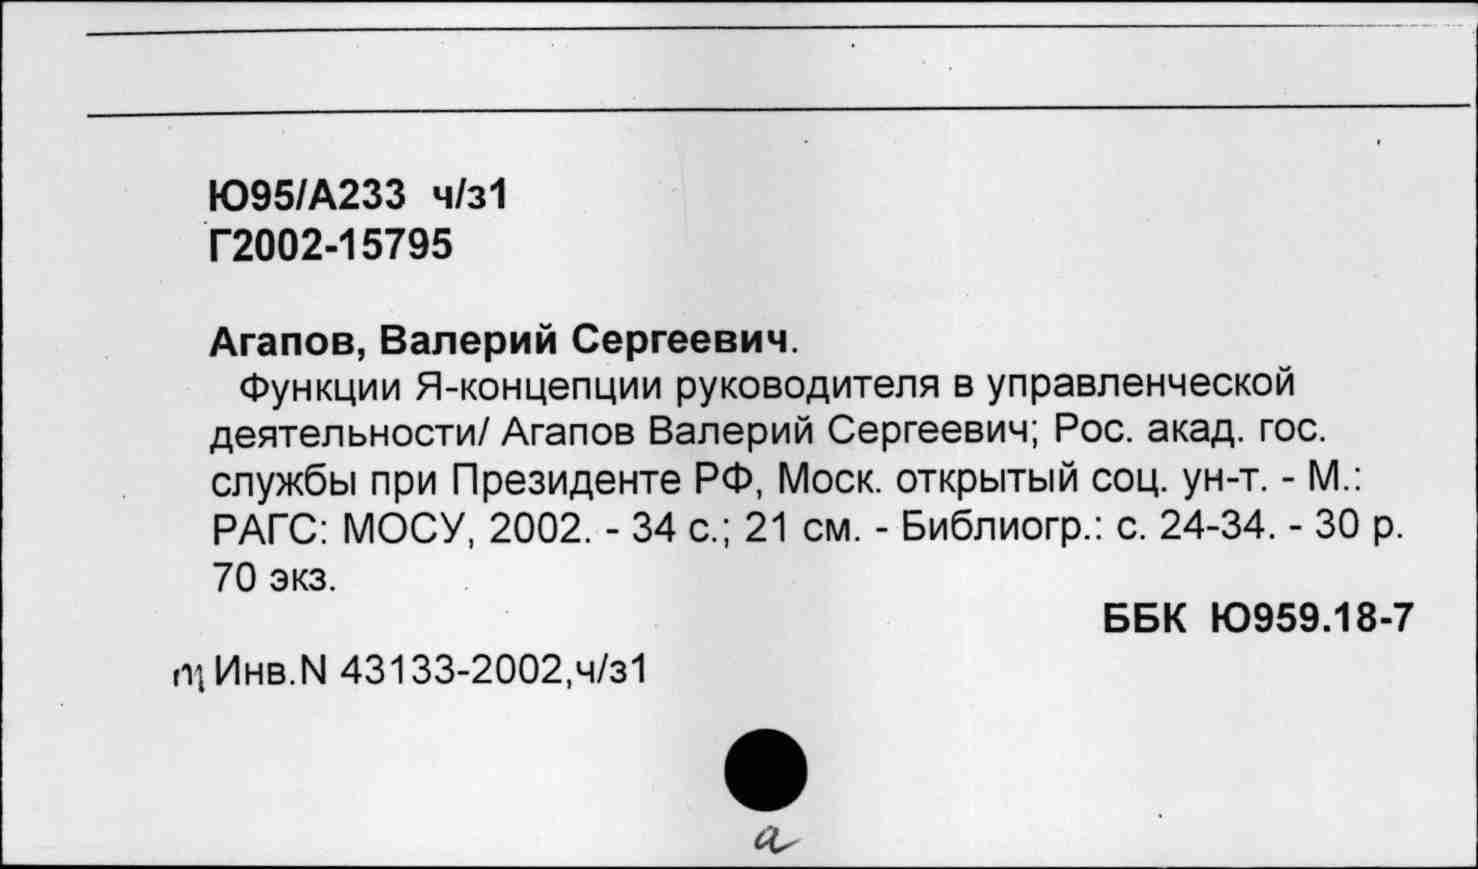 Ю95/А233 ч/з1
Г2002-15795
Агапов, Валерий Сергеевич.
Функции Я-концепции руководителя в управленческой
деятельности/ Агапов Валерий Сергеевич; Рос. акад. гос.
службы при Президенте РФ, Моск. открытый соц. ун-т. - М.:
РАГС: МОСУ, 2002. - 34 с.; 21 см. - Библиогр.: с. 24-34. - 30 р.
70 экз.
ББК Ю959.18-7
Инв.N 43133-2002,ч/з1
а